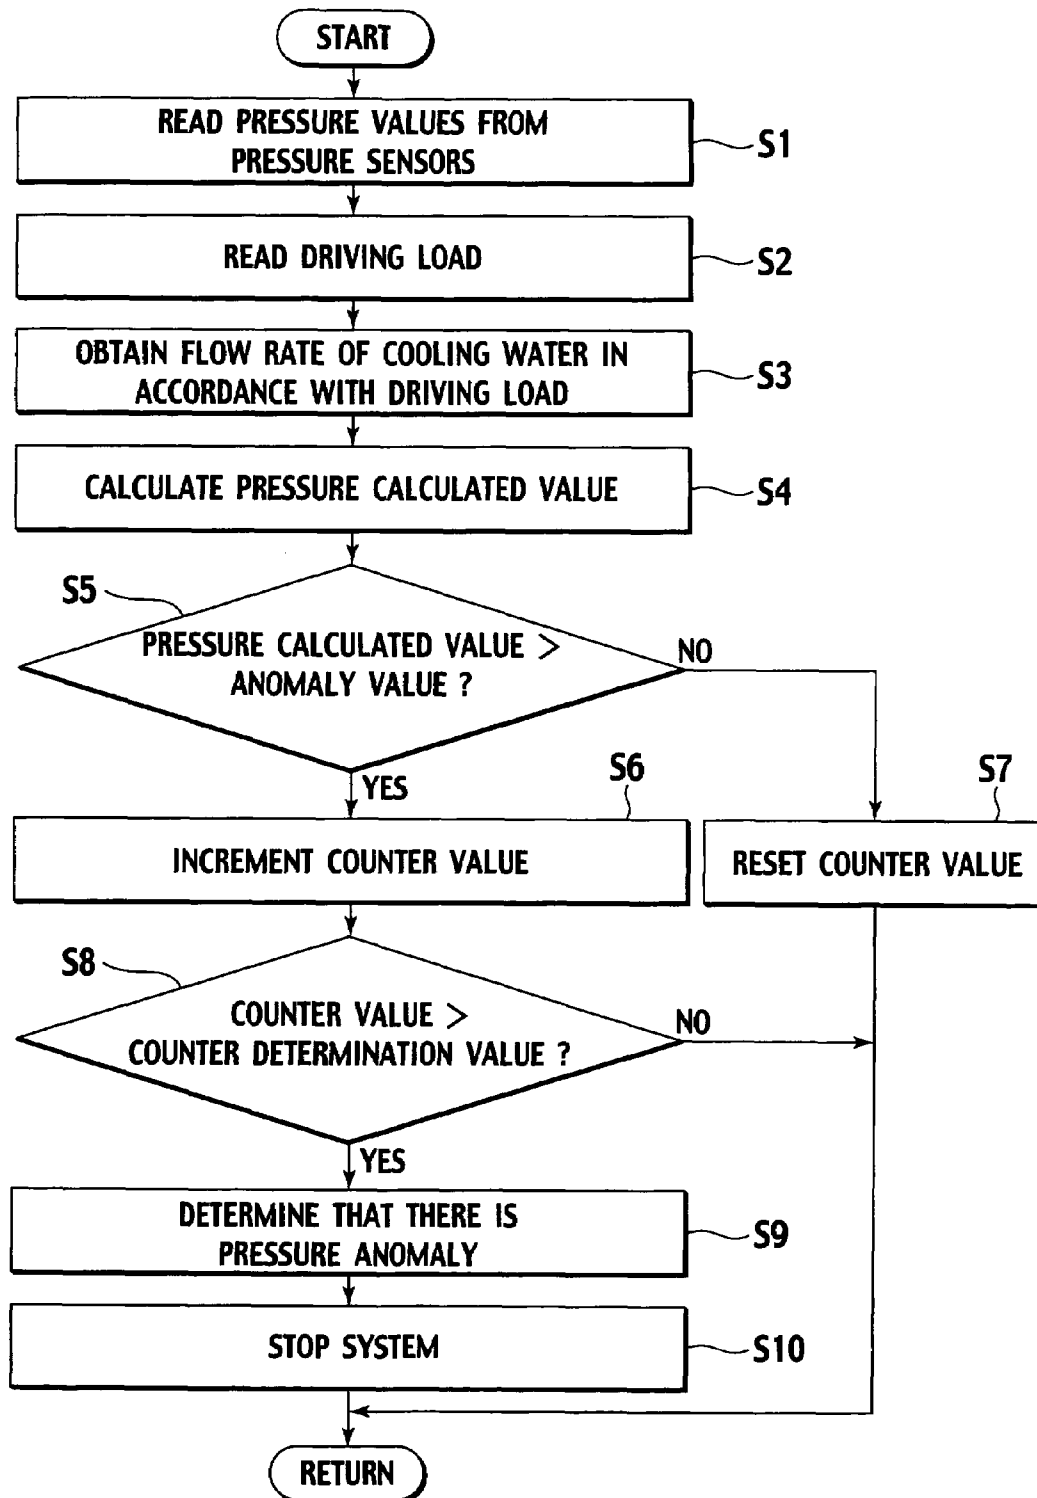 START
READ PRESSURE VALUES FROM
PRESSURE SENSORS
S1
READ DRIVING LOAD
S2
OBTAIN FLOW RATE OF COOLING WATER IN
ACCORDANCE WITH DRIVING LOAD
S3
CALCULATE PRESSURE CALCULATED VALUE
S4
S5
PRESSURE CALCULATED VALUE >
ANOMALY VALUE ?
NO
YES
S6
S7
INCREMENT COUNTER VALUE
RESET COUNTER VALUE
S8
COUNTER VALUE >
COUNTER DETERMINATION VALUE ?
NO
YES
DETERMINE THAT THERE IS
PRESSURE ANOMALY
S9
STOP SYSTEM
S10
RETURN